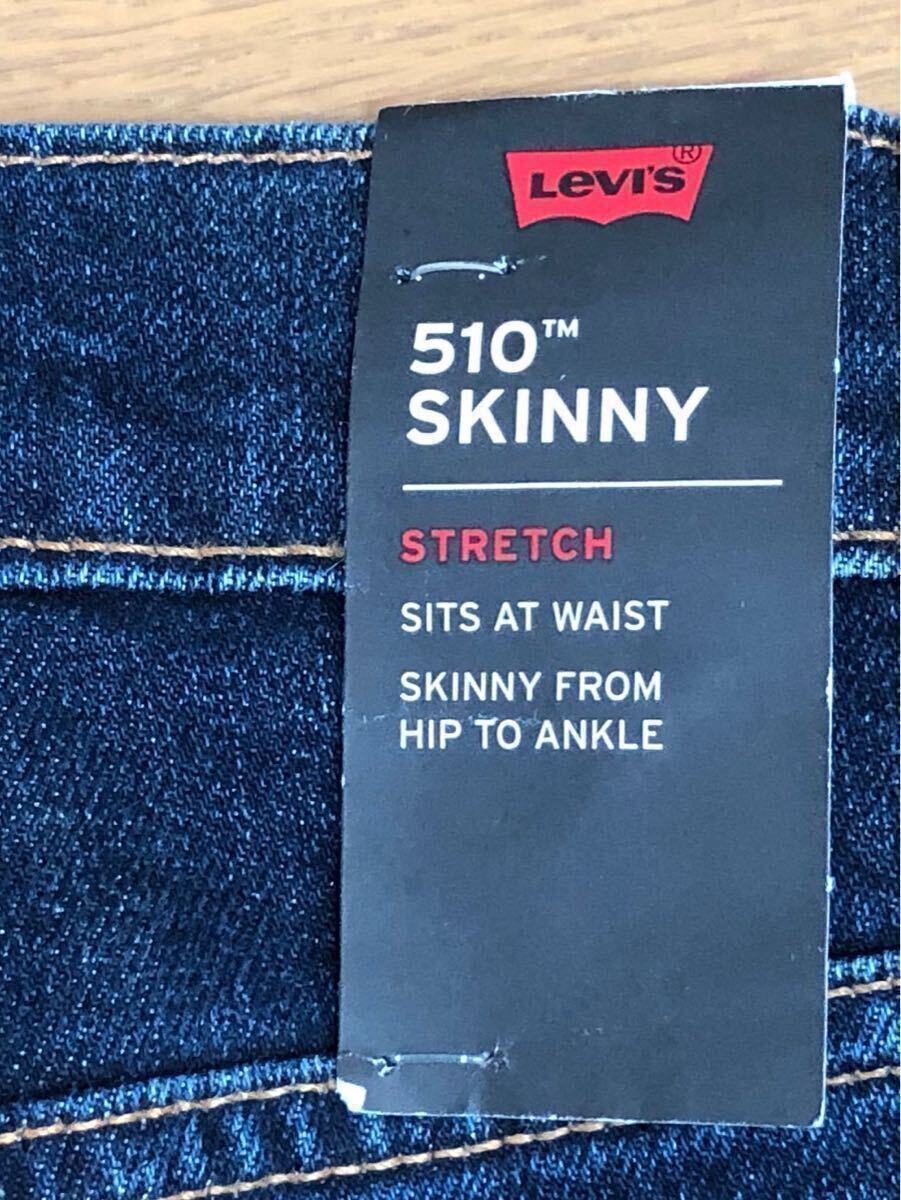 LEVI'S®
510™
SKINNY
STRETCH
SITS AT WAIST
SKINNY FROM
HIP TO ANKLE